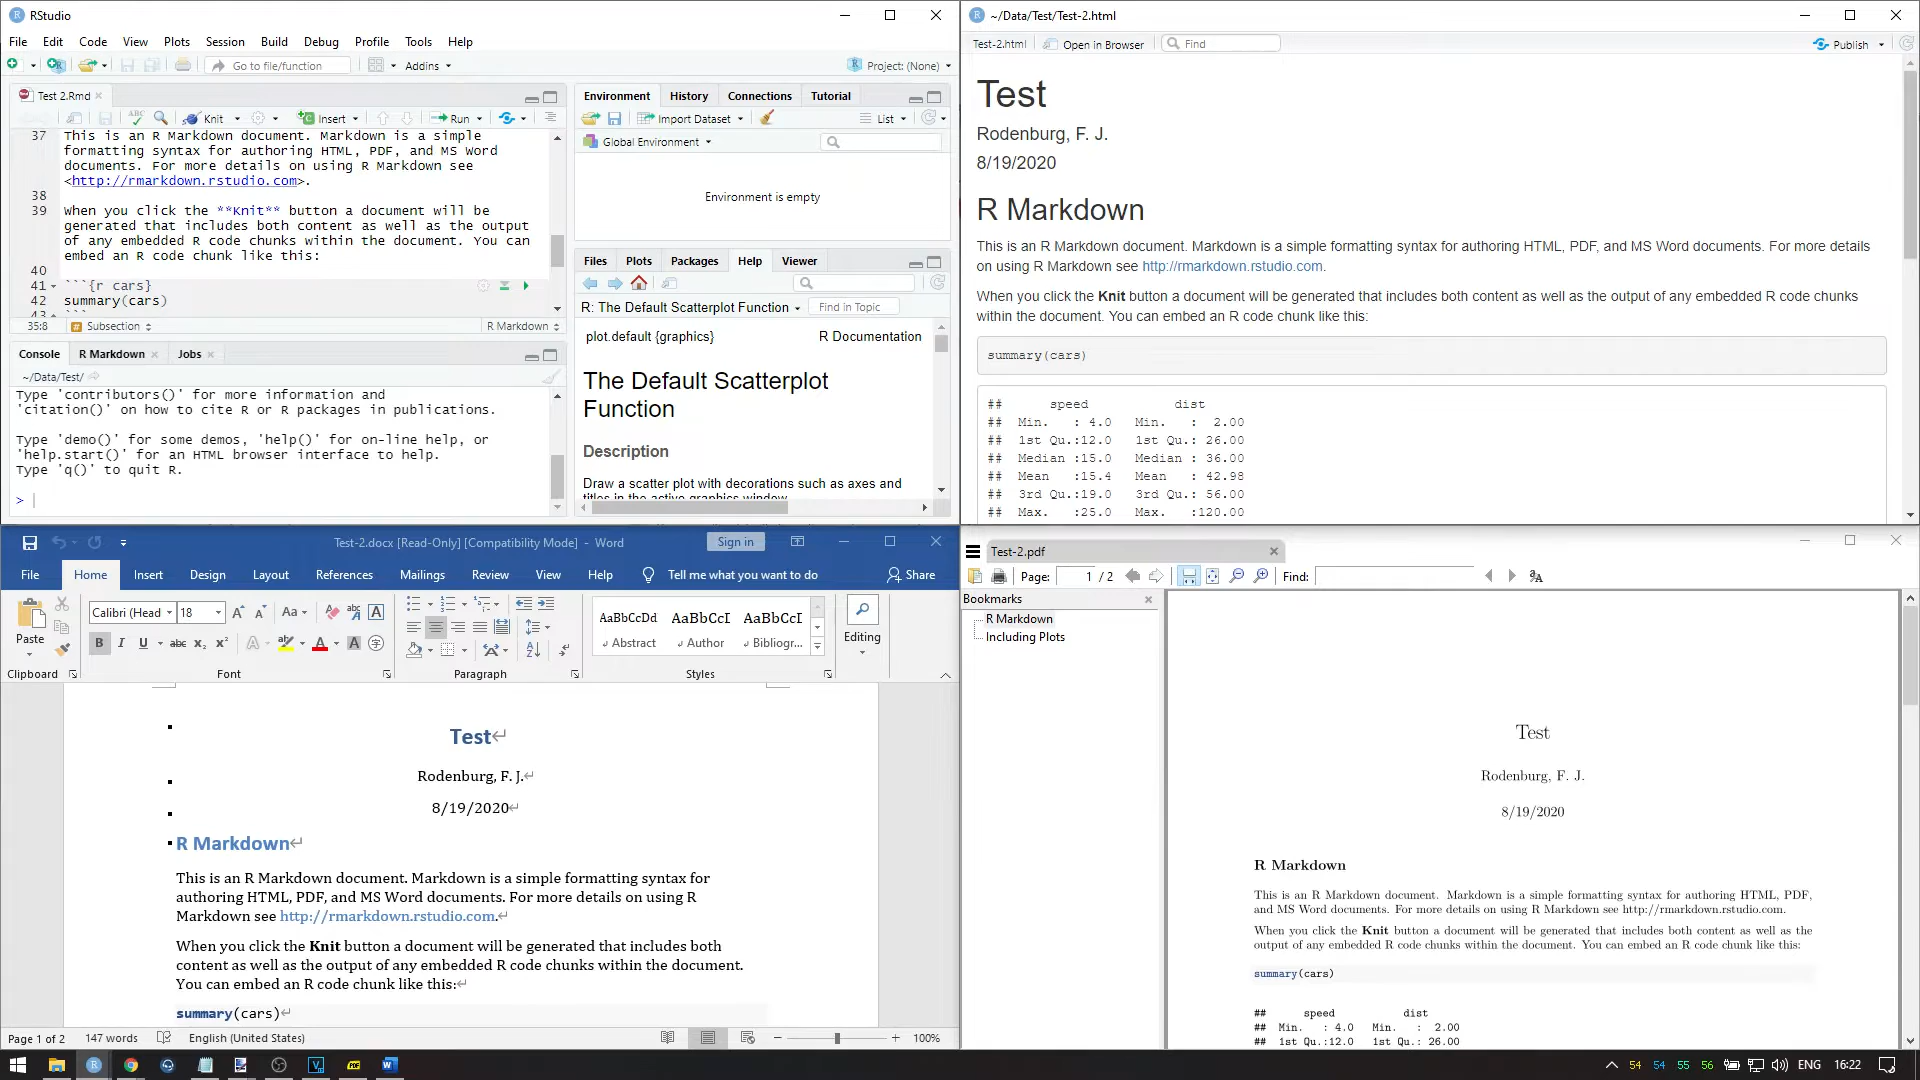 RStudio
File Edit Code View Plots Session Build Debug Profile Tools Help
Go to file/function
Addins
Project: (None)
Test 2.Rmd
Knit
Insert
Run
37 This is an R Markdown document. Markdown is a simple
formatting syntax for authoring HTML, PDF, and MS Word
documents. For more details on using R Markdown see
<http://rmarkdown.rstudio.com>.
38
39 When you click the **Knit** button a document will be
generated that includes both content as well as the output
of any embedded R code chunks within the document. You can
embed an R code chunk like this:
40
41 ```{r cars}
42 summary(cars)
43 ```
35:8 Subsection R Markdown
Console R Markdown Jobs
~/Data/Test/
Type 'contributors()' for more information and
'citation()' on how to cite R or R packages in publications.
Type 'demo()' for some demos, 'help()' for on-line help, or
'help.start()' for an HTML browser interface to help.
Type 'q()' to quit R.
>
Environment History Connections Tutorial
Import Dataset
List
Global Environment
Environment is empty
Files Plots Packages Help Viewer
R: The Default Scatterplot Function
Find in Topic
plot.default {graphics} R Documentation
The Default Scatterplot
Function
Description
Draw a scatter plot with decorations such as axes and
titles in the active graphics window
~/Data/Test/Test-2.html
Test-2.html Open in Browser Find Publish
Test
Rodenburg, F. J.
8/19/2020
R Markdown
This is an R Markdown document. Markdown is a simple formatting syntax for authoring HTML, PDF, and MS Word documents. For more details
on using R Markdown see http://rmarkdown.rstudio.com.
When you click the Knit button a document will be generated that includes both content as well as the output of any embedded R code chunks
within the document. You can embed an R code chunk like this:
summary(cars)
## speed dist
## Min. : 4.0 Min. : 2.00
## 1st Qu.:12.0 1st Qu.: 26.00
## Median :15.0 Median : 36.00
## Mean :15.4 Mean : 42.98
## 3rd Qu.:19.0 3rd Qu.: 56.00
## Max. :25.0 Max. :120.00
Test-2.docx [Read-Only] [Compatibility Mode] - Word
Sign in
File Home Insert Design Layout References Mailings Review View Help Tell me what you want to do Share
Paste
Calibri (Head 18
AaBbCcDd AaBbCcI AaBbCcI
Abstract Author Bibliogr...
Editing
Clipboard Font Paragraph Styles
Test
Rodenburg, F. J.
8/19/2020
R Markdown
This is an R Markdown document. Markdown is a simple formatting syntax for
authoring HTML, PDF, and MS Word documents. For more details on using R
Markdown see http://rmarkdown.rstudio.com.
When you click the Knit button a document will be generated that includes both
content as well as the output of any embedded R code chunks within the document.
You can embed an R code chunk like this:
summary(cars)
Page 1 of 2 147 words English (United States) 100%
Test-2.pdf
Page: 1 / 2 Find:
Bookmarks
R Markdown
Including Plots
Test
Rodenburg, F. J.
8/19/2020
R Markdown
This is an R Markdown document. Markdown is a simple formatting syntax for authoring HTML, PDF,
and MS Word documents. For more details on using R Markdown see http://rmarkdown.rstudio.com.
When you click the Knit button a document will be generated that includes both content as well as the
output of any embedded R code chunks within the document. You can embed an R code chunk like this:
summary(cars)
## speed dist
## Min. : 4.0 Min. : 2.00
## 1st Qu.:12.0 1st Qu.: 26.00
54 54 55 56 ENG 16:22